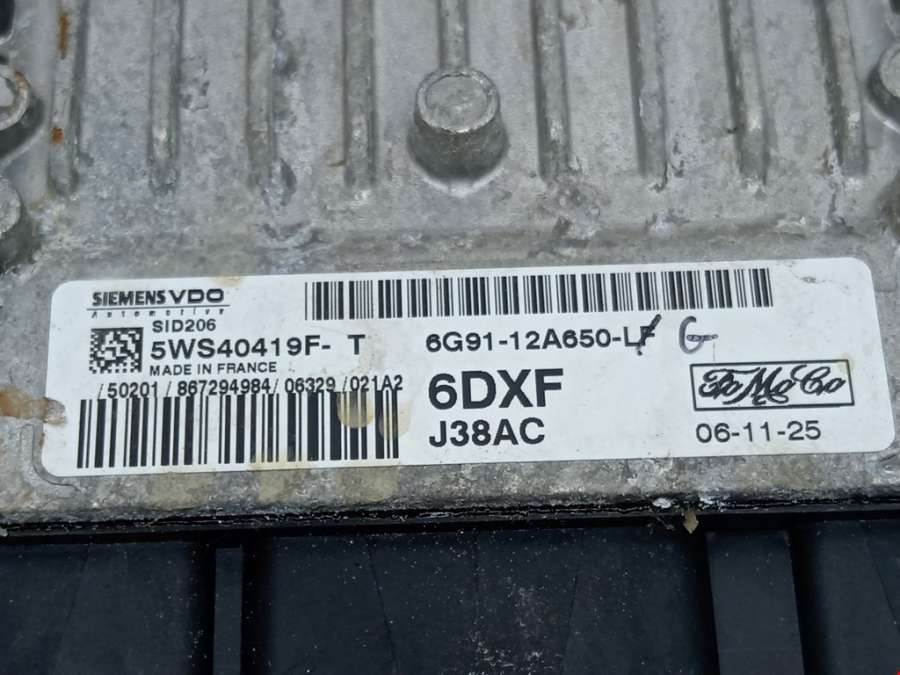 SIEMENS VDO
Automotive
SID206
5WS40419F- T
MADE IN FRANCE
/50201/867294984/06329/021A2
6G91-12A650-LF G
6DXF
J38AC
FoMoCo
06-11-25